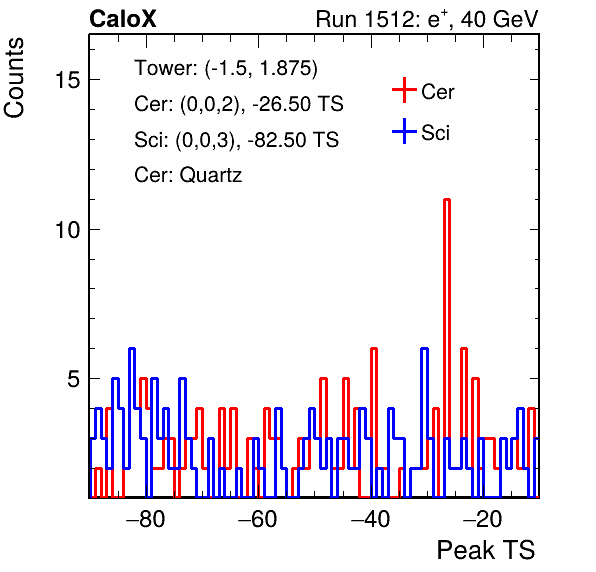 CaloX Run 1512: e⁺, 40 GeV
Counts
Tower: (-1.5, 1.875)
Cer: (0,0,2), -26.50 TS
Sci: (0,0,3), -82.50 TS
Cer: Quartz
Cer
Sci
15
10
5
−80 −60 −40 −20
Peak TS